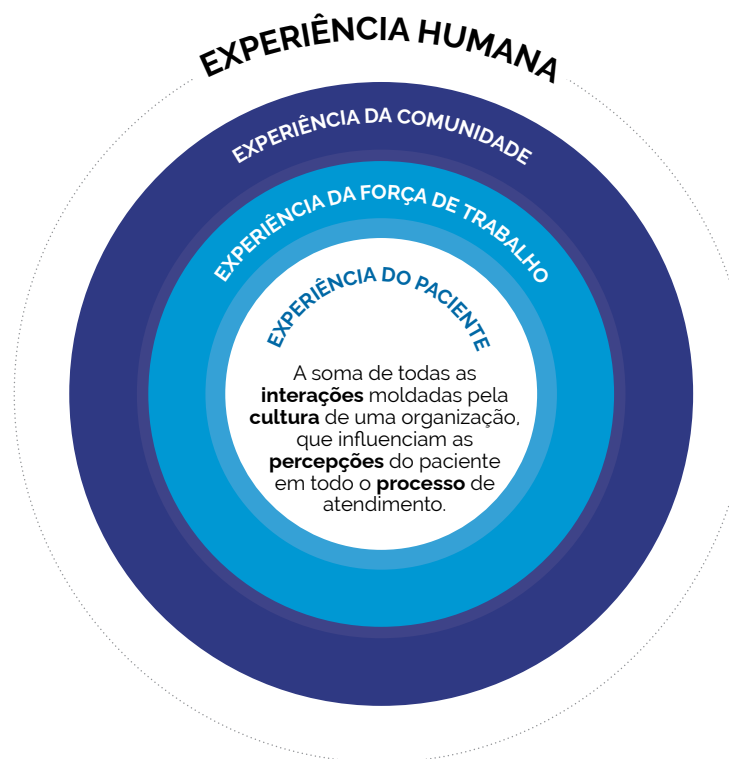 EXPERIÊNCIA HUMANA
EXPERIÊNCIA DA COMUNIDADE
EXPERIÊNCIA DA FORÇA DE TRABALHO
EXPERIÊNCIA DO PACIENTE
A soma de todas as
interações moldadas pela
cultura de uma organização,
que influenciam as
percepções do paciente
em todo o processo de
atendimento.